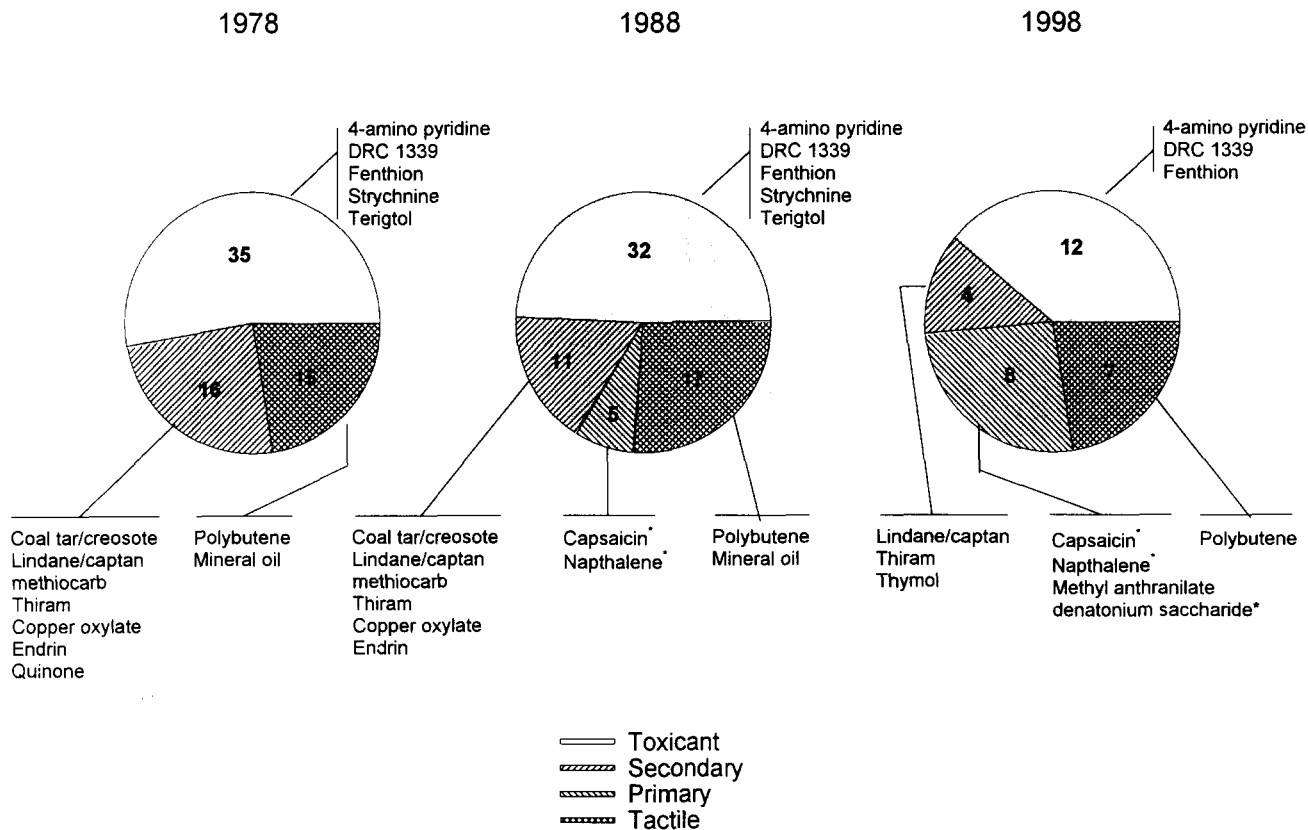 1978
1988
1998
4-amino pyridine
DRC 1339
Fenthion
Strychnine
Terigtol
4-amino pyridine
DRC 1339
Fenthion
Strychnine
Terigtol
4-amino pyridine
DRC 1339
Fenthion
35
16
32
11
5
17
12
4
8
7
Coal tar/creosote
Lindane/captan
methiocarb
Thiram
Copper oxylate
Endrin
Quinone
Polybutene
Mineral oil
Coal tar/creosote
Lindane/captan
methiocarb
Thiram
Copper oxylate
Endrin
Capsaicin*
Napthalene*
Polybutene
Mineral oil
Lindane/captan
Thiram
Thymol
Capsaicin*
Napthalene*
Methyl anthranilate
denatonium saccharide*
Polybutene
Toxicant
Secondary
Primary
Tactile